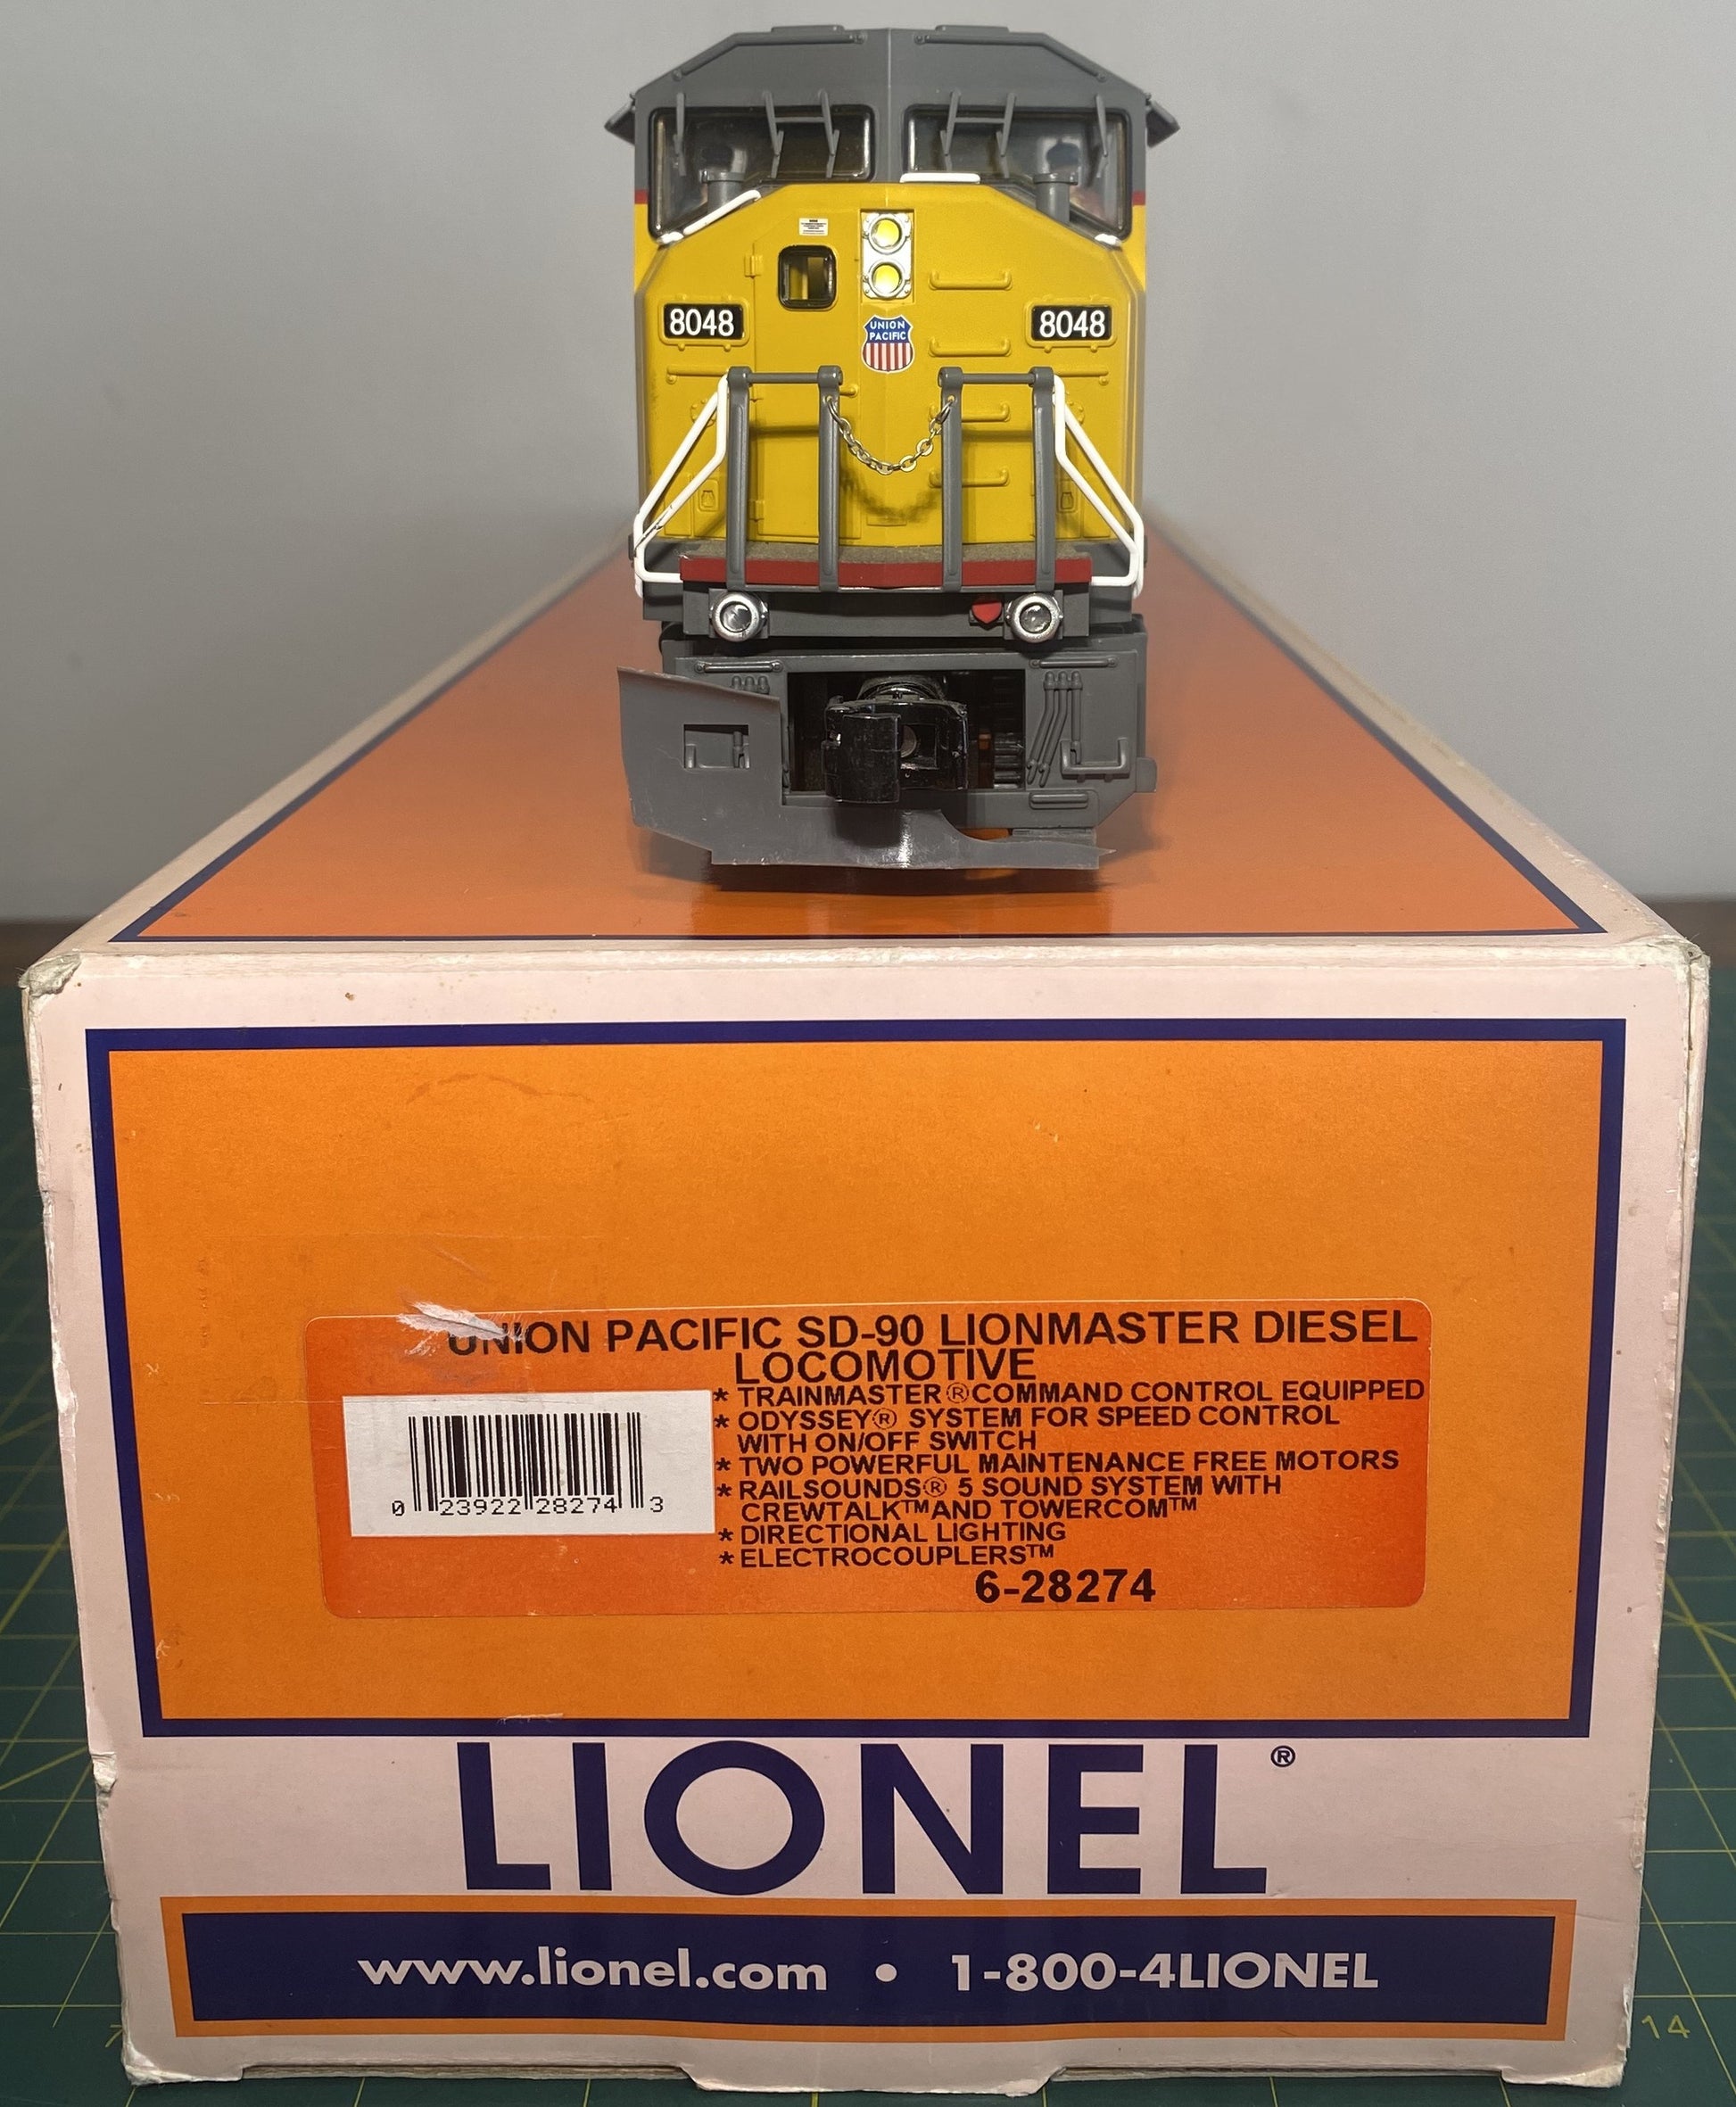 8048
8048
UNION
PACIFIC
UNION PACIFIC SD-90 LIONMASTER DIESEL
LOCOMOTIVE
* TRAINMASTER® COMMAND CONTROL EQUIPPED
* ODYSSEY® SYSTEM FOR SPEED CONTROL
WITH ON/OFF SWITCH
* TWO POWERFUL MAINTENANCE FREE MOTORS
* RAILSOUNDS® 5 SOUND SYSTEM WITH
CREWTALK™ AND TOWERCOM™
* DIRECTIONAL LIGHTING
* ELECTROCOUPLERS™
6-28274
0 23922 28274 3
LIONEL®
www.lionel.com • 1-800-4LIONEL
14